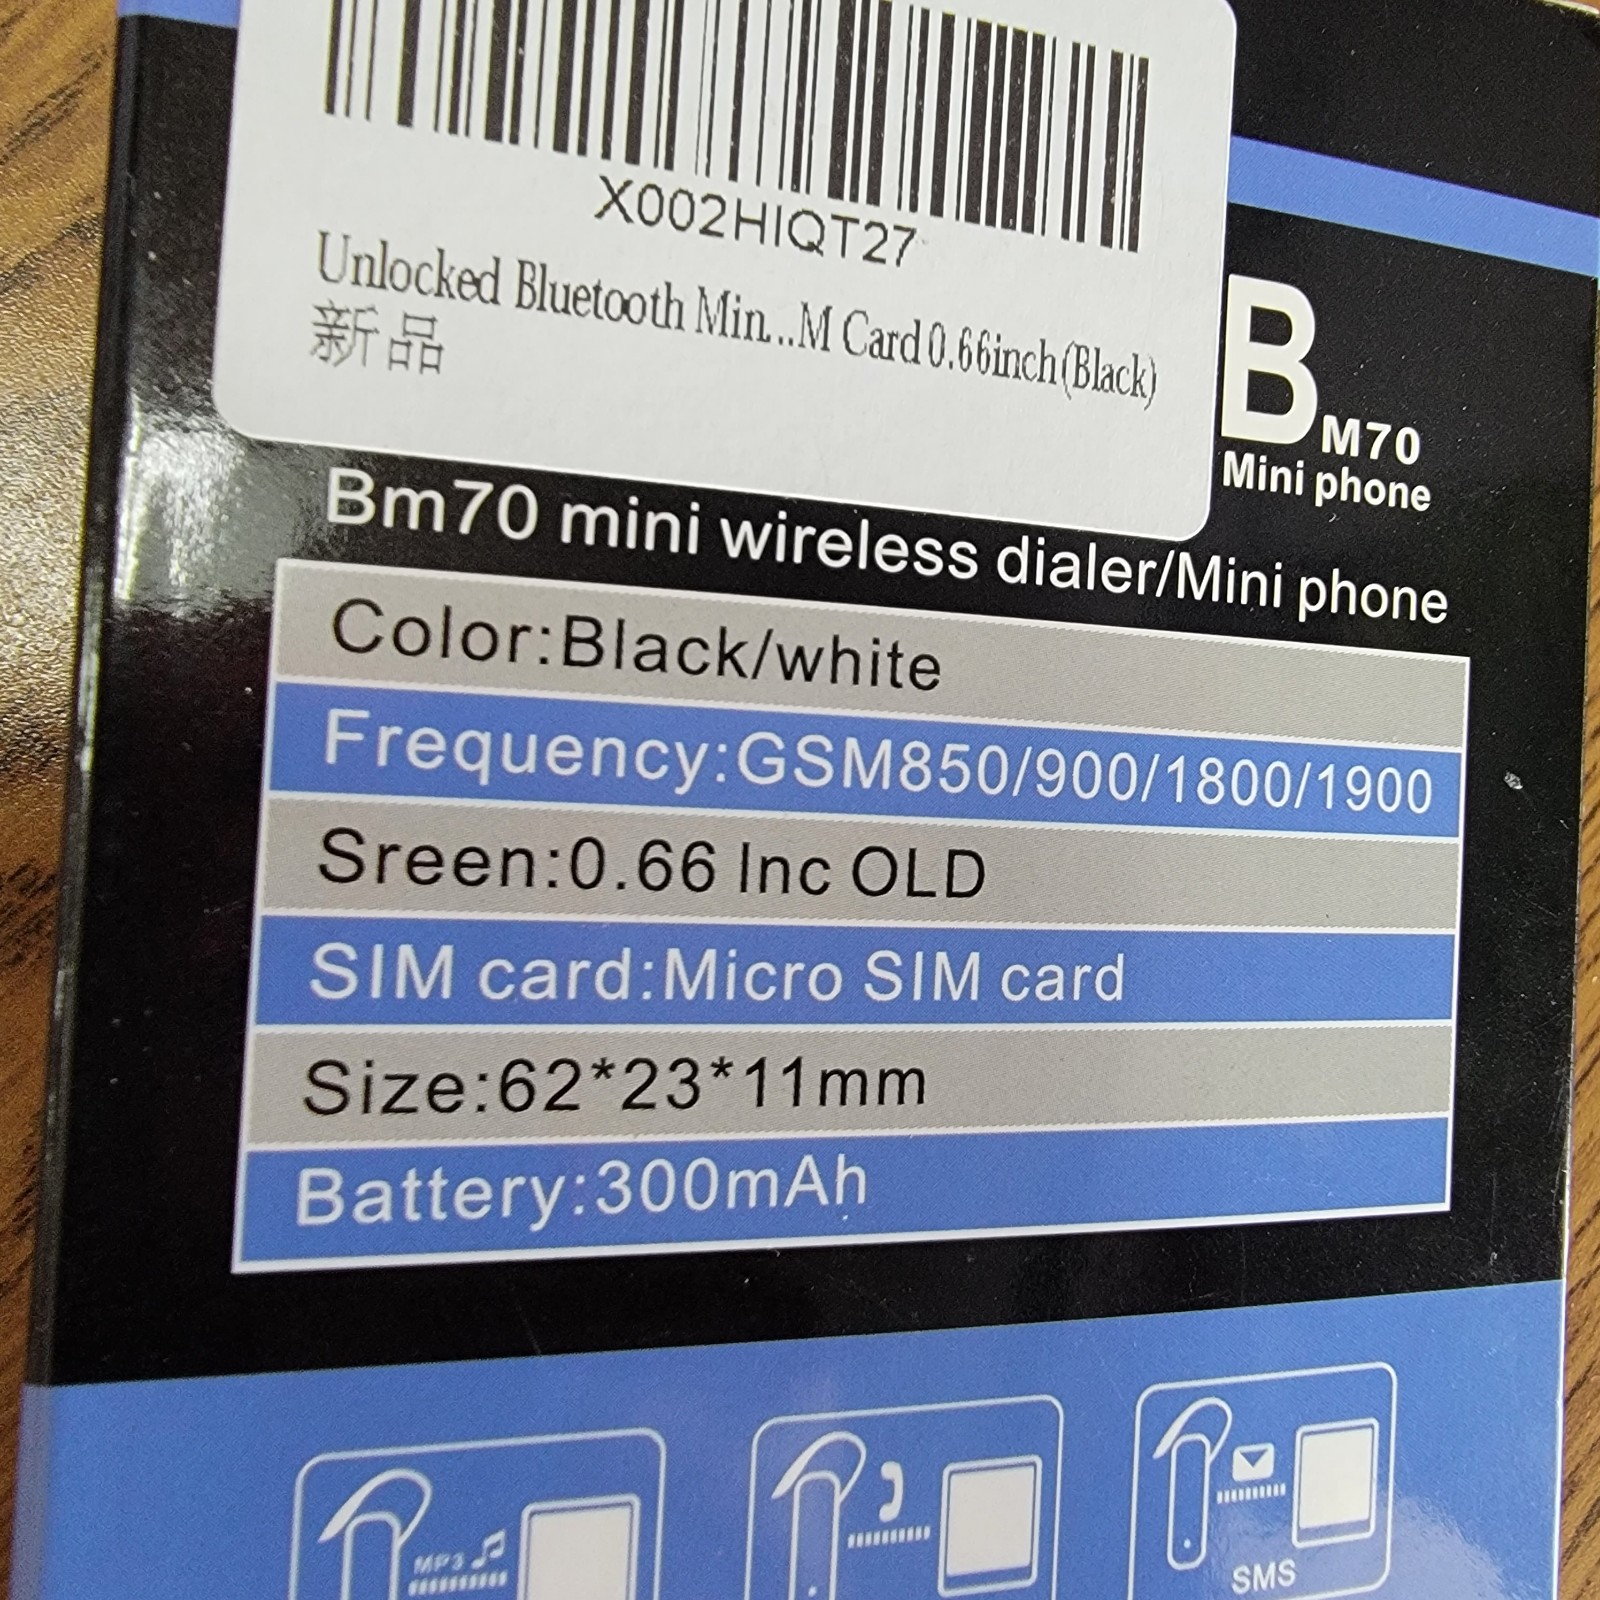 X002HIQT27
Unlocked Bluetooth Min...M Card 0.66inch(Black)
新品
BM70
Mini phone
Bm70 mini wireless dialer/Mini phone
Color:Black/white
Frequency:GSM850/900/1800/1900
Sreen:0.66 Inc OLD
SIM card:Micro SIM card
Size:62*23*11mm
Battery:300mAh
MP3
SMS